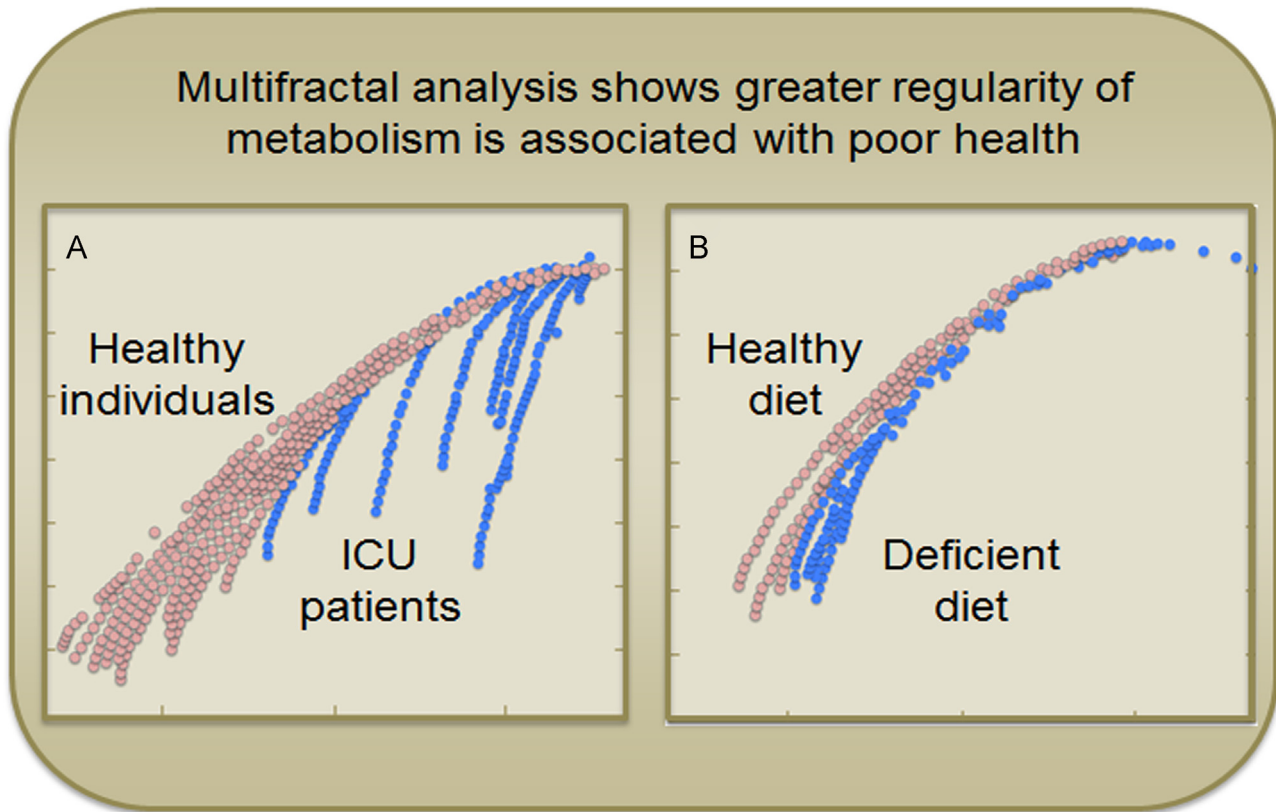 Multifractal analysis shows greater regularity of
metabolism is associated with poor health
A
Healthy
individuals
ICU
patients
B
Healthy
diet
Deficient
diet